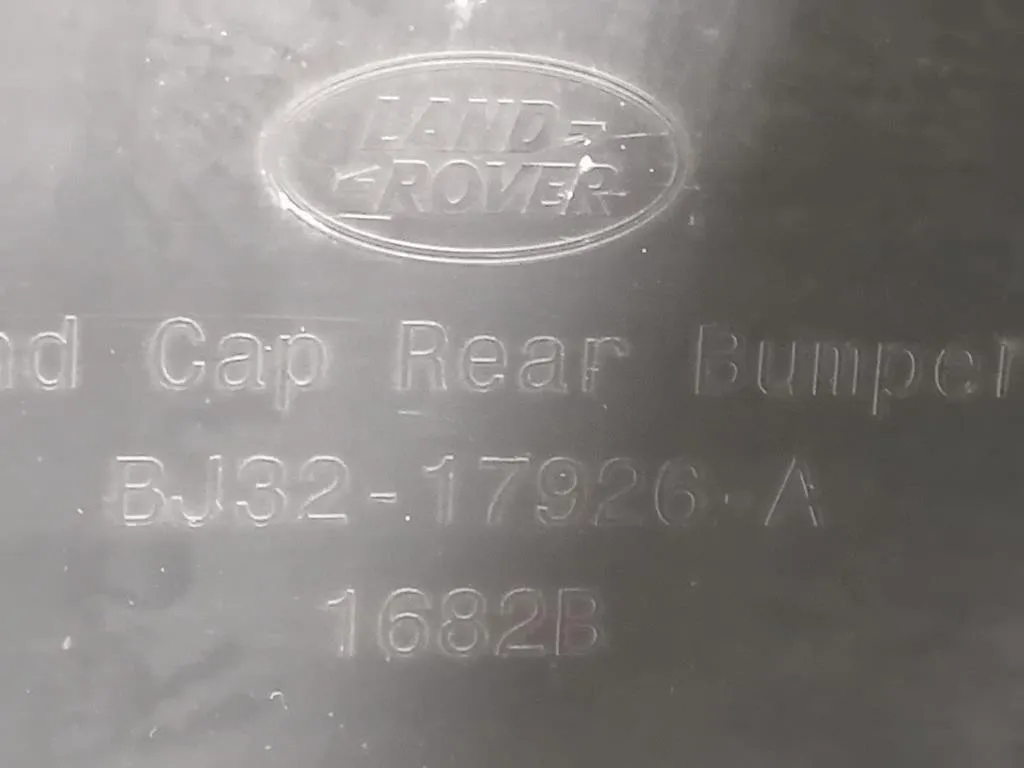 LAND
ROVER
nd Cap Rear Bumper
BJ32-17926-A
1682B